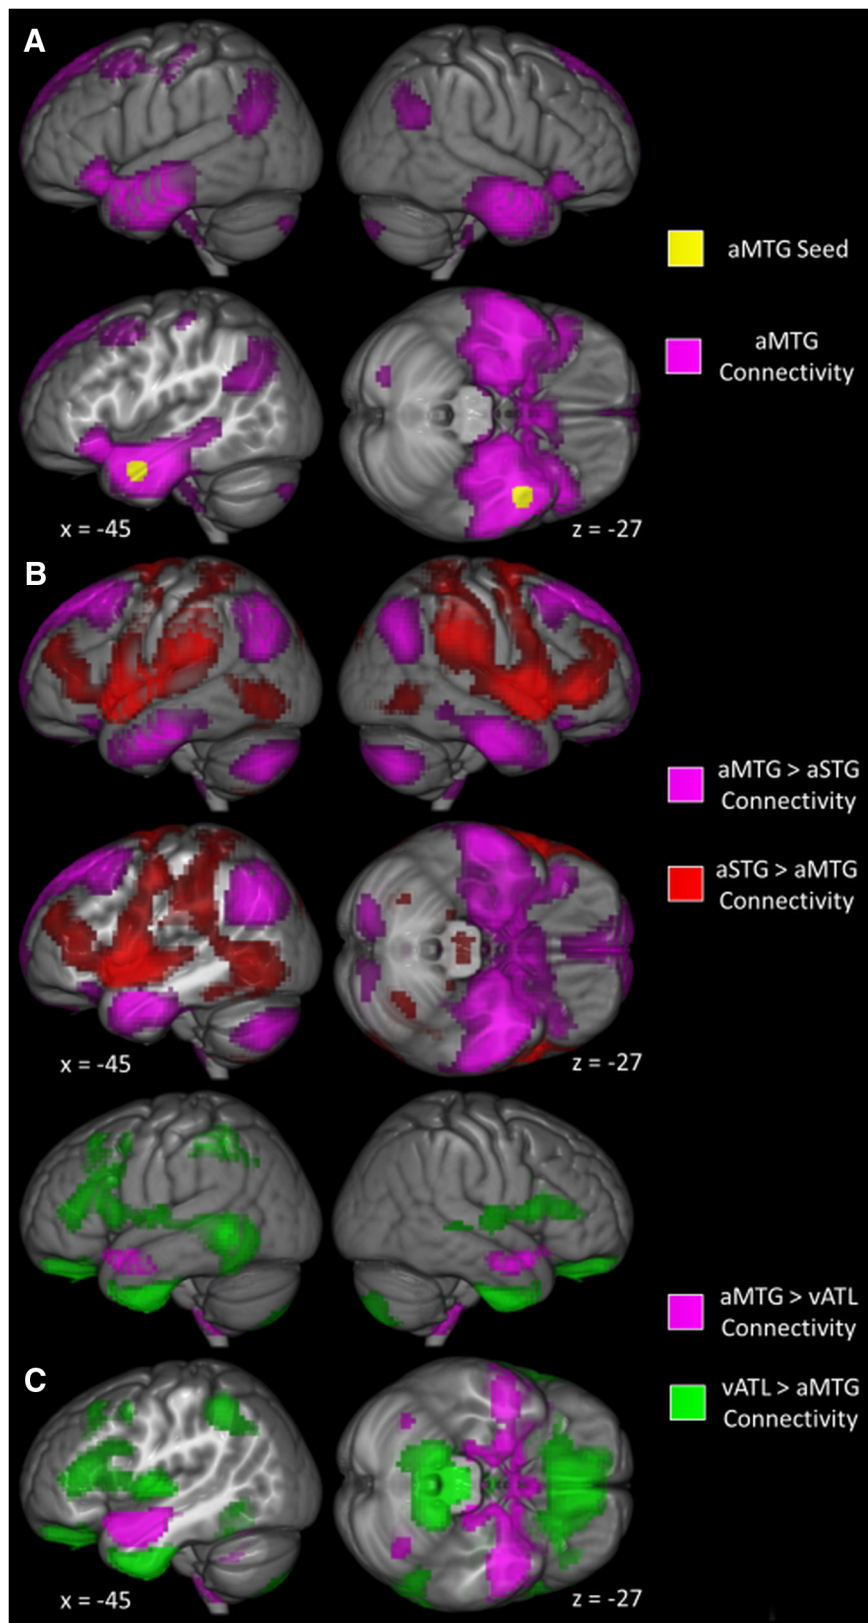 A
aMTG Seed
aMTG
Connectivity
x = -45
z = -27
B
aMTG > aSTG
Connectivity
aSTG > aMTG
Connectivity
x = -45
z = -27
aMTG > vATL
Connectivity
C
vATL > aMTG
Connectivity
x = -45
z = -27